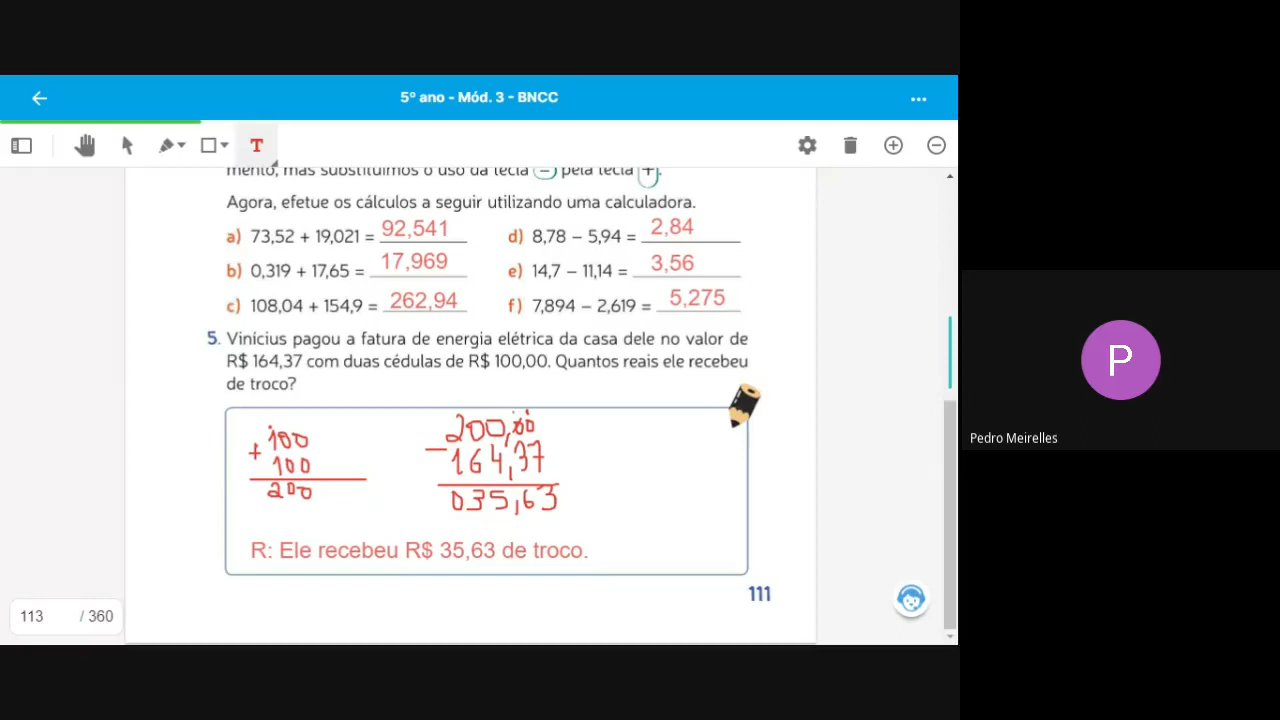 5º ano - Mód. 3 - BNCC
T
mento, mas substituímos o uso da tecla − pela tecla +.
Agora, efetue os cálculos a seguir utilizando uma calculadora.
a) 73,52 + 19,021 = 92,541
d) 8,78 − 5,94 = 2,84
b) 0,319 + 17,65 = 17,969
e) 14,7 − 11,14 = 3,56
c) 108,04 + 154,9 = 262,94
f) 7,894 − 2,619 = 5,275
5. Vinícius pagou a fatura de energia elétrica da casa dele no valor de
R$ 164,37 com duas cédulas de R$ 100,00. Quantos reais ele recebeu
de troco?
100
+ 100
200
200,00
− 164,37
035,63
R: Ele recebeu R$ 35,63 de troco.
111
113 / 360
P
Pedro Meirelles